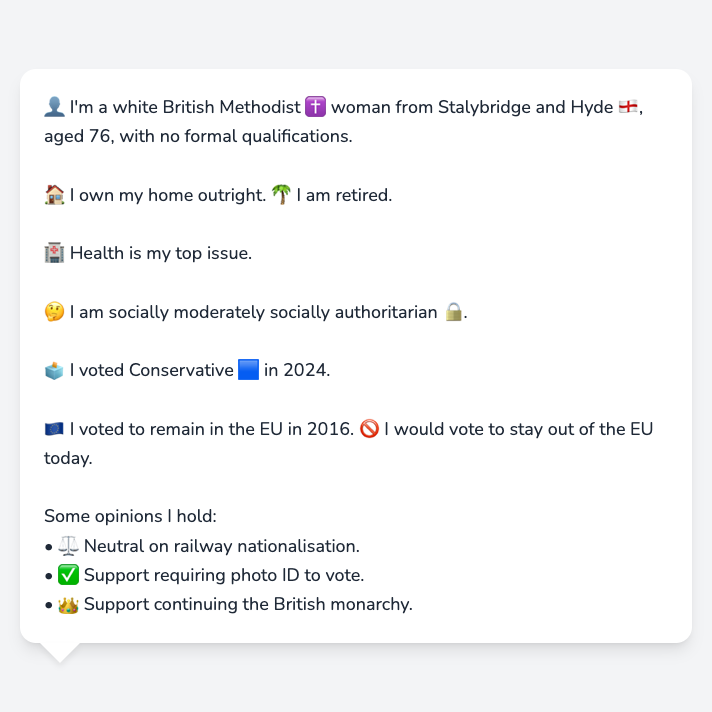 👤 I'm a white British Methodist ✝️ woman from Stalybridge and Hyde 🏴󠁧󠁢󠁥󠁮󠁧󠁿,
aged 76, with no formal qualifications.
🏠 I own my home outright. 🌴 I am retired.
🏥 Health is my top issue.
🤔 I am socially moderately socially authoritarian 🔒.
🗳️ I voted Conservative 🟦 in 2024.
🇪🇺 I voted to remain in the EU in 2016. 🚫 I would vote to stay out of the EU
today.
Some opinions I hold:
• ⚖️ Neutral on railway nationalisation.
• ✅ Support requiring photo ID to vote.
• 👑 Support continuing the British monarchy.